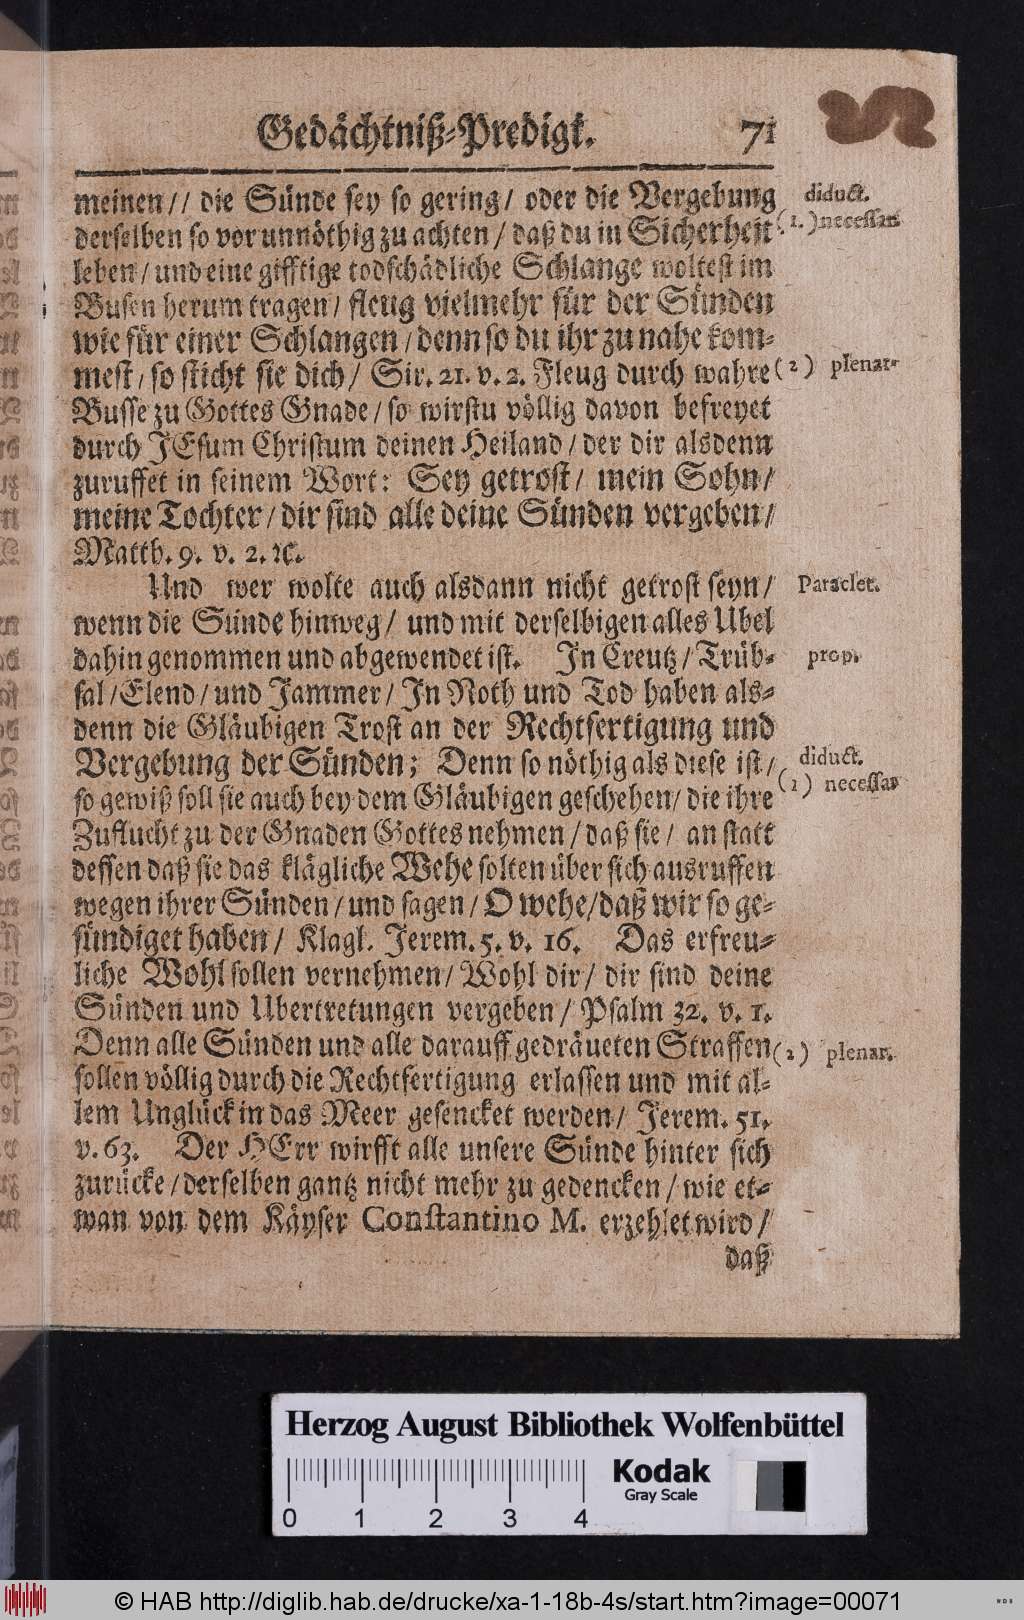 Gedächtniß-Predigt. 71
meinen// die Sünde sey so gering/ oder die Vergebung
diduct.
derselben so vor unnöthig zu achten/ daß du in Sicherheit
(1.) necessar.
leben/ und eine gifftige todschädliche Schlange woltest im
Busen herum tragen/ fleug vielmehr für der Sünden
wie für einer Schlangen/ denn so du ihr zu nahe kom-
mest/ so sticht sie dich/ Sir. 21. v. 2. Fleug durch wahre
(2) plenar.
Busse zu Gottes Gnade/ so wirstu völlig davon befreyet
durch JEsum Christum deinen Heiland/ der dir alsdenn
zuruffet in seinem Wort: Sey getrost/ mein Sohn/
meine Tochter/ dir sind alle deine Sünden vergeben/
Matth. 9. v. 2. ꝛc.
Und wer wolte auch alsdann nicht getrost seyn/
Paraclet.
wenn die Sünde hinweg/ und mit derselbigen alles Ubel
dahin genommen und abgewendet ist. In Creutz/ Trüb-
prop.
sal/ Elend/ und Jammer/ In Noth und Tod haben als-
denn die Gläubigen Trost an der Rechtfertigung und
Vergebung der Sünden; Denn so nöthig als diese ist/
diduct.
so gewiß soll sie auch bey dem Gläubigen geschehen/ die ihre
(1) necessar
Zuflucht zu der Gnaden Gottes nehmen/ daß sie/ an statt
dessen daß sie das klägliche Wehe solten über sich ausruffen
wegen ihrer Sünden/ und sagen/ O wehe/ daß wir so ge-
sündiget haben/ Klagl. Jerem. 5. v. 16. Das erfreu-
liche Wohl sollen vernehmen/ Wohl dir/ dir sind deine
Sünden und Ubertretungen vergeben/ Psalm 32. v. 1.
Denn alle Sünden und alle darauff gedräueten Straffen
(2) plenar.
sollen völlig durch die Rechtfertigung erlassen und mit al-
lem Unglück in das Meer gesencket werden/ Jerem. 51.
v. 63. Der HErr wirfft alle unsere Sünde hinter sich
zurücke/ derselben gantz nicht mehr zu gedencken/ wie et-
wan von dem Käyser Constantino M. erzehlet wird/
daß
Herzog August Bibliothek Wolfenbüttel
Kodak
Gray Scale
0 1 2 3 4
© HAB http://diglib.hab.de/drucke/xa-1-18b-4s/start.htm?image=00071